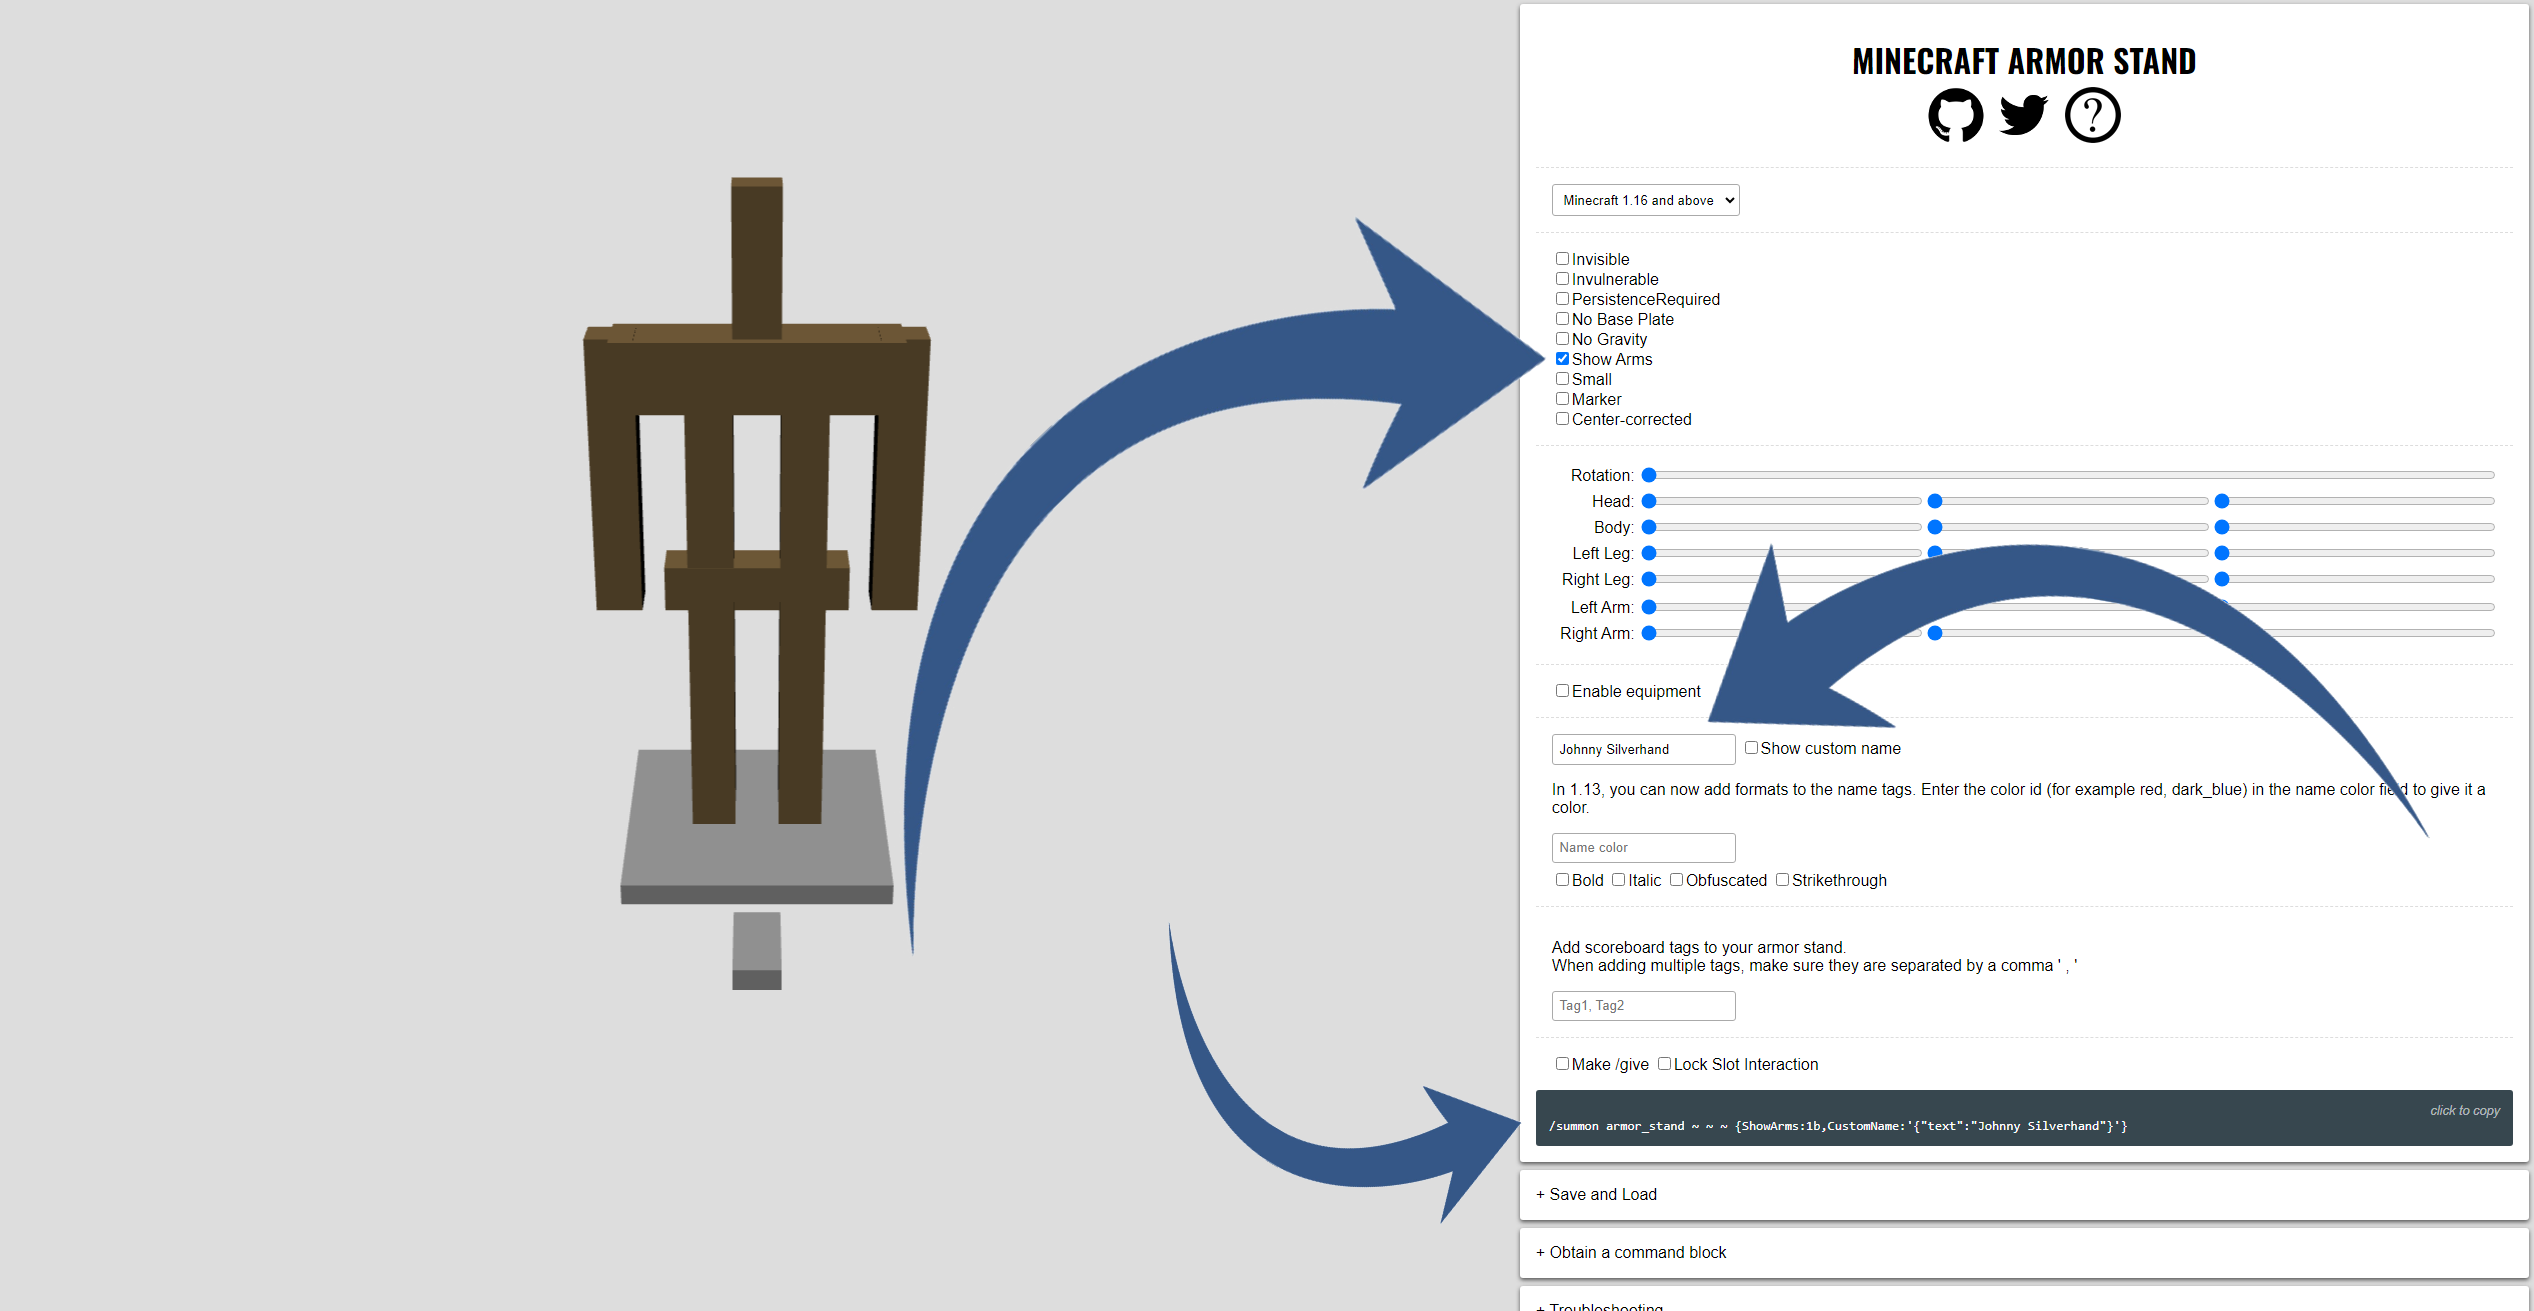 MINECRAFT ARMOR STAND
?
Minecraft 1.16 and above
Invisible
Invulnerable
PersistenceRequired
No Base Plate
No Gravity
Show Arms
Small
Marker
Center-corrected
Rotation:
Head:
Body:
Left Leg:
Right Leg:
Left Arm:
Right Arm:
Enable equipment
Johnny Silverhand Show custom name
In 1.13, you can now add formats to the name tags. Enter the color id (for example red, dark_blue) in the name color field to give it a
color.
Name color
Bold Italic Obfuscated Strikethrough
Add scoreboard tags to your armor stand.
When adding multiple tags, make sure they are separated by a comma ' , '
Tag1, Tag2
Make /give Lock Slot Interaction
click to copy
/summon armor_stand ~ ~ ~ {ShowArms:1b,CustomName:'{"text":"Johnny Silverhand"}'}
+ Save and Load
+ Obtain a command block
+ Troubleshooting